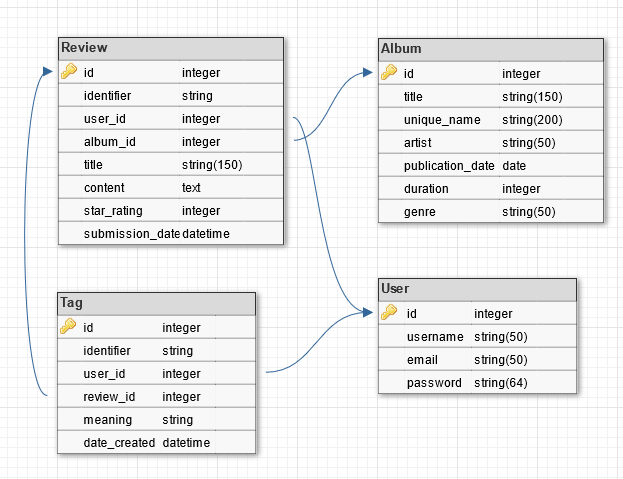 Review
id integer
identifier string
user_id integer
album_id integer
title string(150)
content text
star_rating integer
submission_date datetime
Album
id integer
title string(150)
unique_name string(200)
artist string(50)
publication_date date
duration integer
genre string(50)
Tag
id integer
identifier string
user_id integer
review_id integer
meaning string
date_created datetime
User
id integer
username string(50)
email string(50)
password string(64)